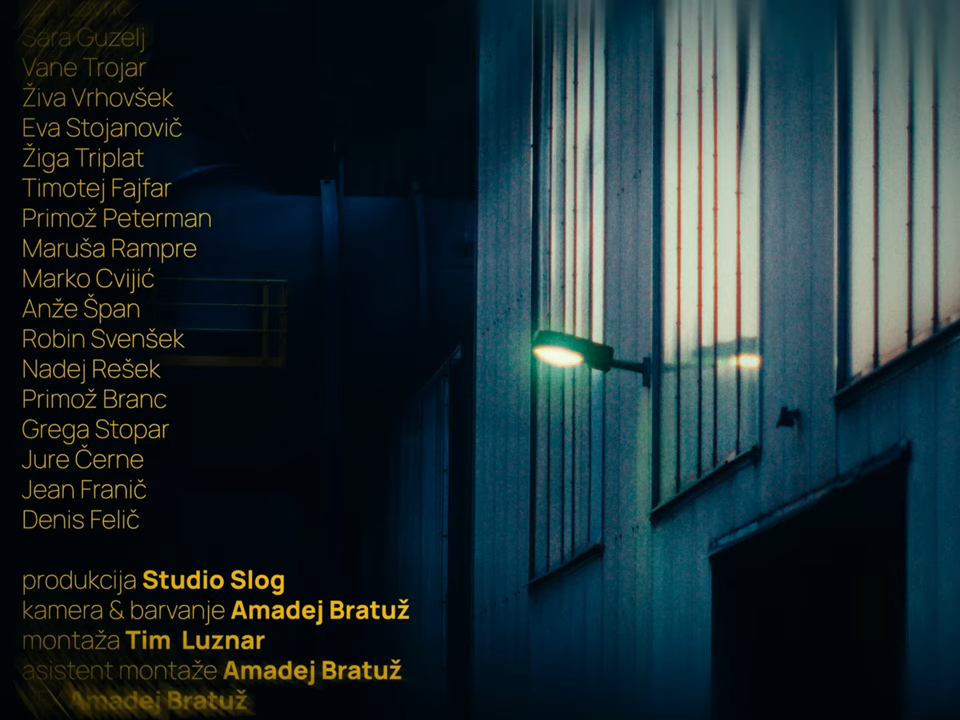 Sara Guzelj
Vane Trojar
Živa Vrhovšek
Eva Stojanovič
Žiga Triplat
Timotej Fajfar
Primož Peterman
Maruša Rampre
Marko Cvijić
Anže Špan
Robin Svenšek
Nadej Rešek
Primož Branc
Grega Stopar
Jure Černe
Jean Franič
Denis Felič
produkcija Studio Slog
kamera & barvanje Amadej Bratuž
montaža Tim Luznar
asistent montaže Amadej Bratuž
Amadej Bratuž